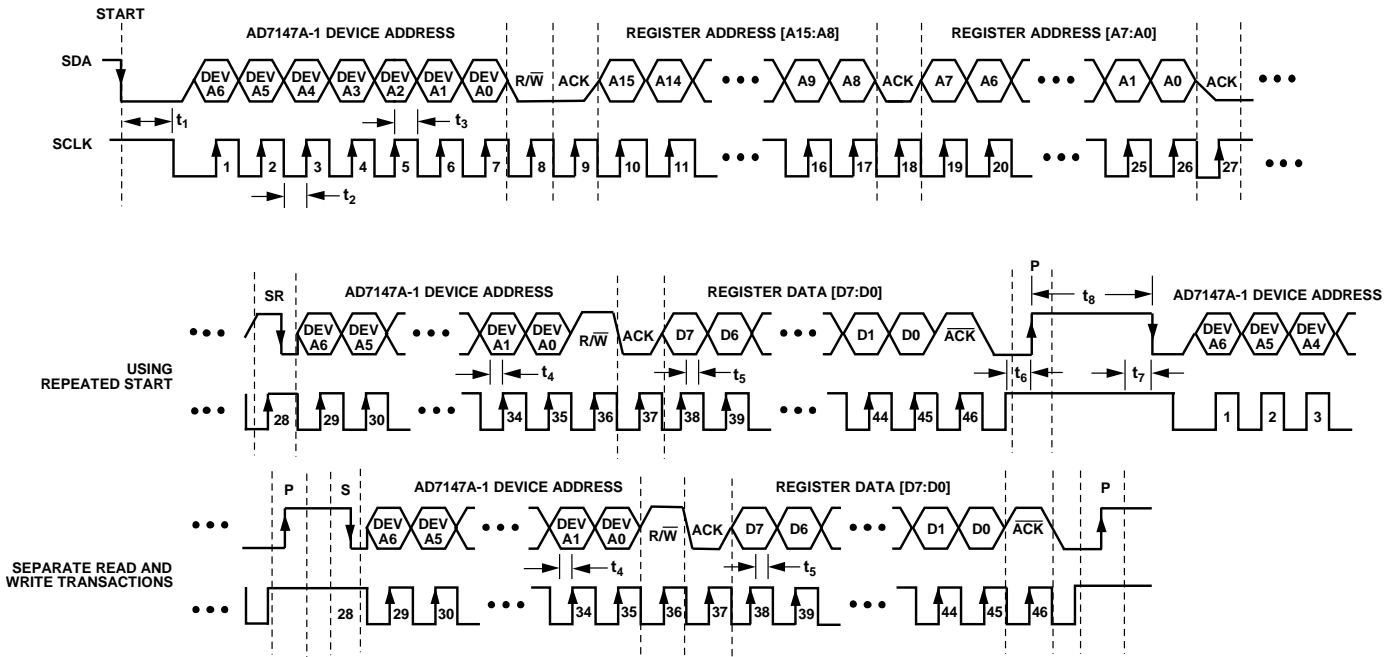 START
AD7147A-1 DEVICE ADDRESS REGISTER ADDRESS [A15:A8] REGISTER ADDRESS [A7:A0]
SDA DEV A6 DEV A5 DEV A4 DEV A3 DEV A2 DEV A1 DEV A0 R/W̅ ACK A15 A14 ••• A9 A8 ACK A7 A6 ••• A1 A0 ACK •••
t1 t3
SCLK 1 2 3 4 5 6 7 8 9 10 11 ••• 16 17 18 19 20 ••• 25 26 27 •••
t2
P
SR AD7147A-1 DEVICE ADDRESS REGISTER DATA [D7:D0] t8 AD7147A-1 DEVICE ADDRESS
••• DEV A6 DEV A5 ••• DEV A1 DEV A0 R/W̅ ACK D7 D6 ••• D1 D0 A̅C̅K̅ DEV A6 DEV A5 DEV A4
USING
REPEATED START
t4 t5 t6 t7
••• 28 29 30 ••• 34 35 36 37 38 39 ••• 44 45 46 1 2 3
P S AD7147A-1 DEVICE ADDRESS REGISTER DATA [D7:D0] P
••• DEV A6 DEV A5 ••• DEV A1 DEV A0 R/W̅ ACK D7 D6 ••• D1 D0 A̅C̅K̅
SEPARATE READ AND
WRITE TRANSACTIONS
t4 t5
••• 28 29 30 ••• 34 35 36 37 38 39 ••• 44 45 46